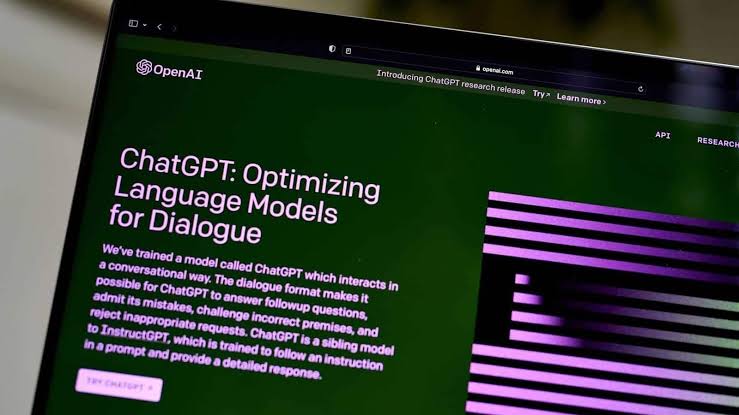 openai.com
Introducing ChatGPT research release Try↗ Learn more >
OpenAI
API RESEARCH
ChatGPT: Optimizing
Language Models
for Dialogue
We've trained a model called ChatGPT which interacts in
a conversational way. The dialogue format makes it
possible for ChatGPT to answer followup questions,
admit its mistakes, challenge incorrect premises, and
reject inappropriate requests. ChatGPT is a sibling model
to InstructGPT, which is trained to follow an instruction
in a prompt and provide a detailed response.
TRY CHATGPT ↗